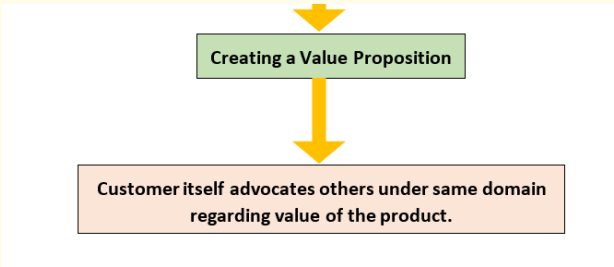 Creating a Value Proposition
Customer itself advocates others under same domain
regarding value of the product.